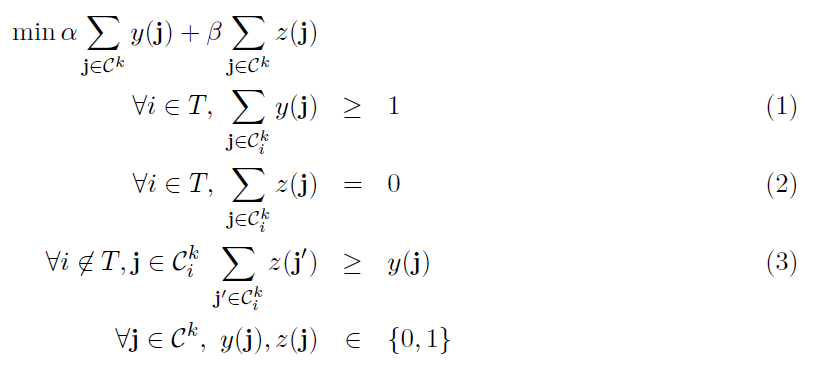 min α ∑_{j∈𝒞^k} y(j) + β ∑_{j∈𝒞^k} z(j)
∀i ∈ T, ∑_{j∈𝒞_i^k} y(j) ≥ 1 (1)
∀i ∈ T, ∑_{j∈𝒞_i^k} z(j) = 0 (2)
∀i ∉ T, j ∈ 𝒞_i^k ∑_{j′∈𝒞_i^k} z(j′) ≥ y(j) (3)
∀j ∈ 𝒞^k, y(j), z(j) ∈ {0, 1}